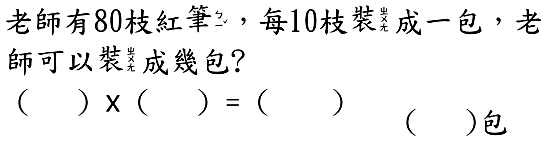 老師有80枝紅筆ㄅㄧˇ，每10枝裝ㄓㄨㄤ成一包，老
師可以裝ㄓㄨㄤ成幾包?
(　　) x (　　) = (　　)
(　　)包